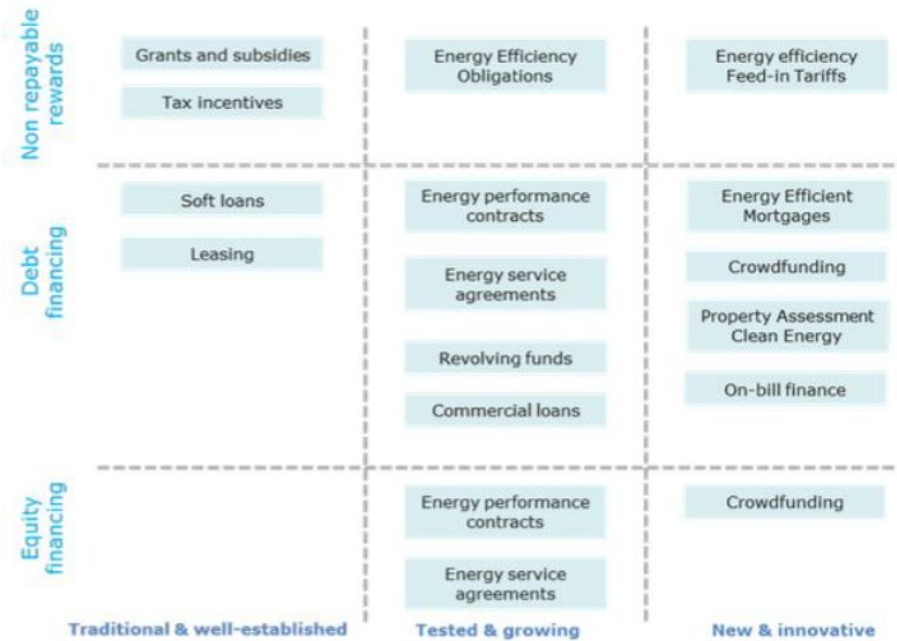 Non repayable
rewards
Grants and subsidies
Tax incentives
Energy Efficiency
Obligations
Energy efficiency
Feed-in Tariffs
Debt
financing
Soft loans
Leasing
Energy performance
contracts
Energy service
agreements
Revolving funds
Commercial loans
Energy Efficient
Mortgages
Crowdfunding
Property Assessment
Clean Energy
On-bill finance
Equity
financing
Energy performance
contracts
Energy service
agreements
Crowdfunding
Traditional & well-established
Tested & growing
New & innovative